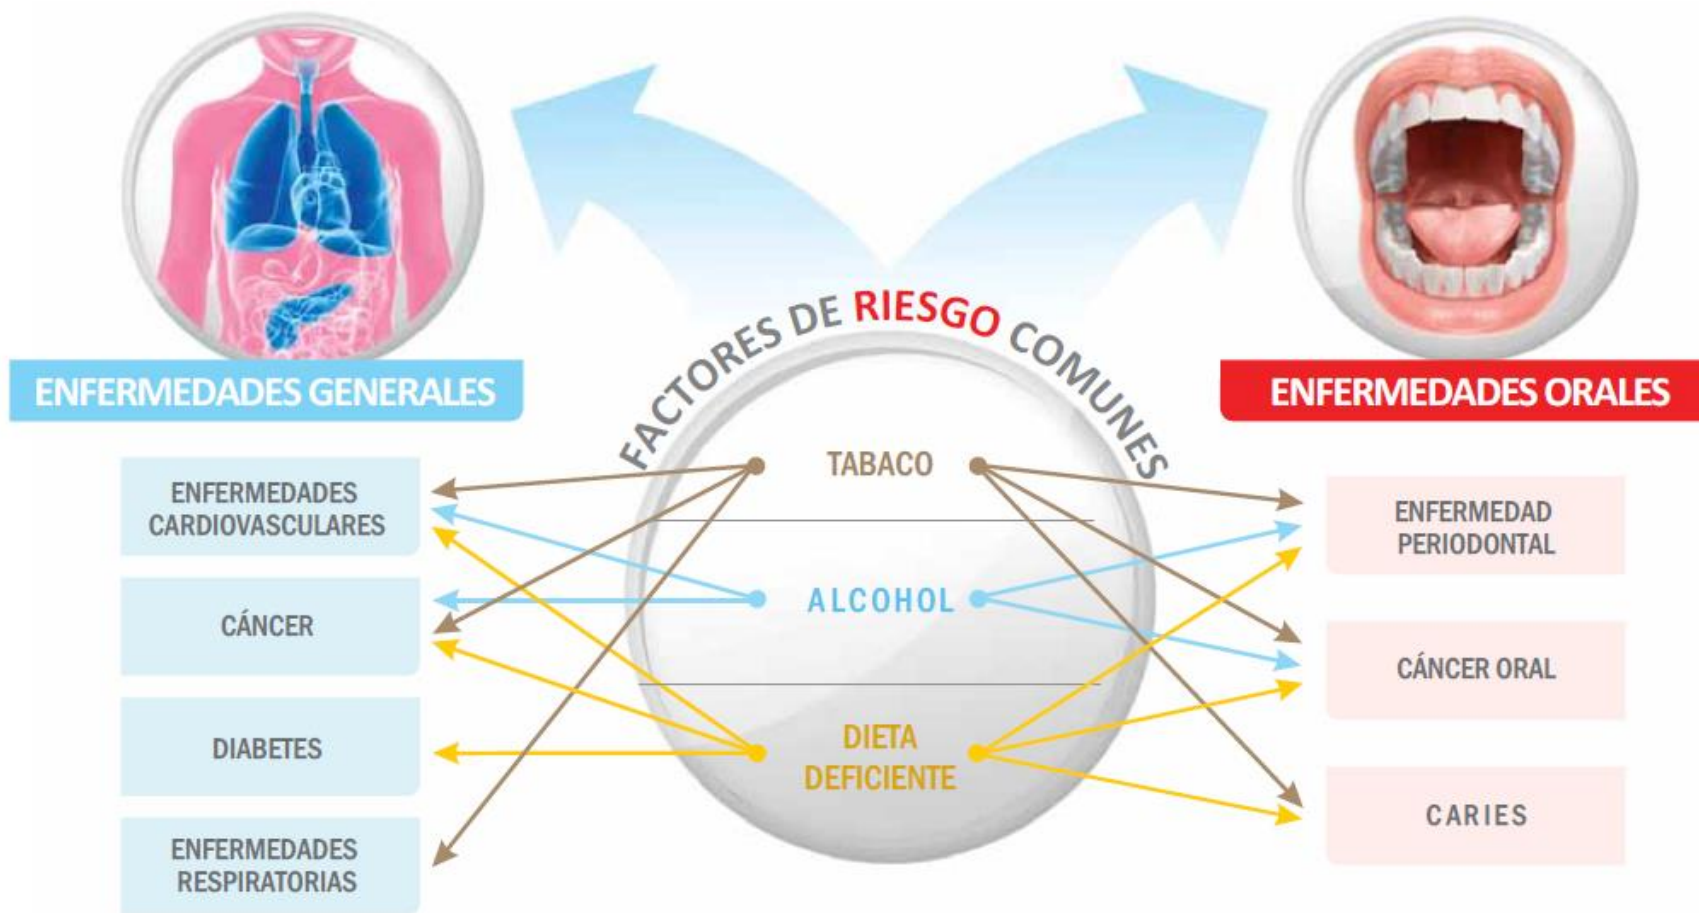 FACTORES DE RIESGO COMUNES
ENFERMEDADES GENERALES
ENFERMEDADES
CARDIOVASCULARES
CÁNCER
DIABETES
ENFERMEDADES
RESPIRATORIAS
TABACO
ALCOHOL
DIETA
DEFICIENTE
ENFERMEDADES ORALES
ENFERMEDAD
PERIODONTAL
CÁNCER ORAL
CARIES